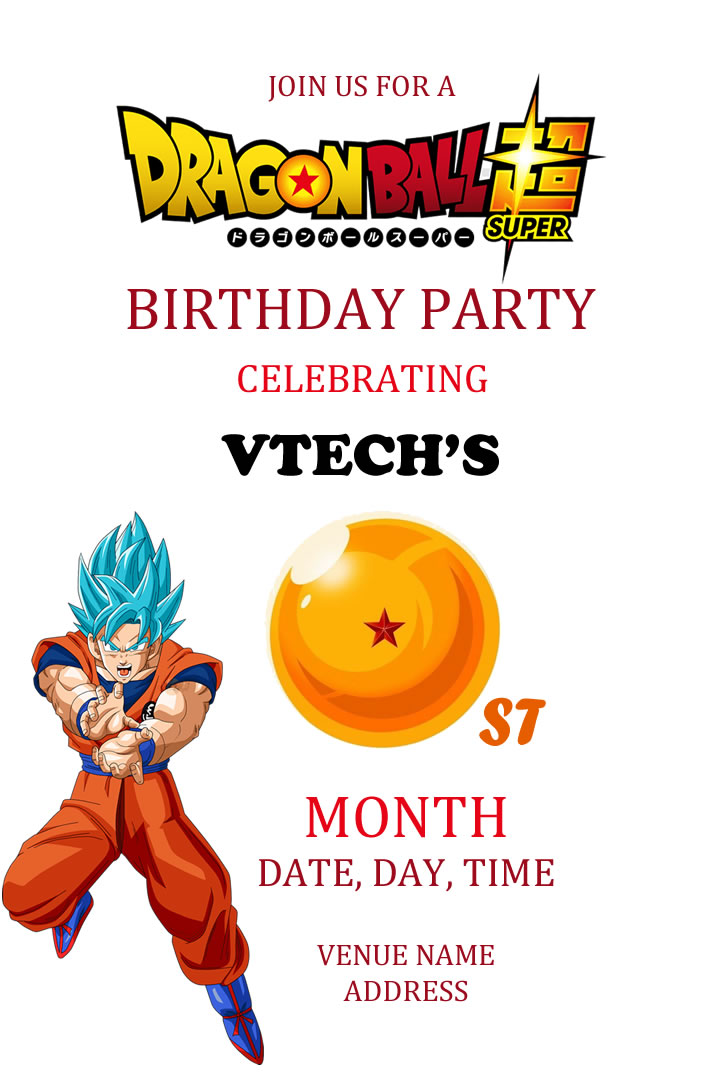 JOIN US FOR A
DRAGON BALL 超
SUPER
ドラゴンボールスーパー
BIRTHDAY PARTY
CELEBRATING
VTECH’S
ST
MONTH
DATE, DAY, TIME
VENUE NAME
ADDRESS